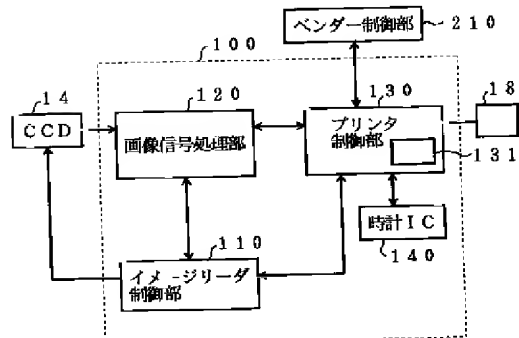 ベンダー制御部
210
100
14
120
130
18
CCD
画像信号処理部
プリンタ
制御部
131
110
時計IC
140
イメージリーダ
制御部